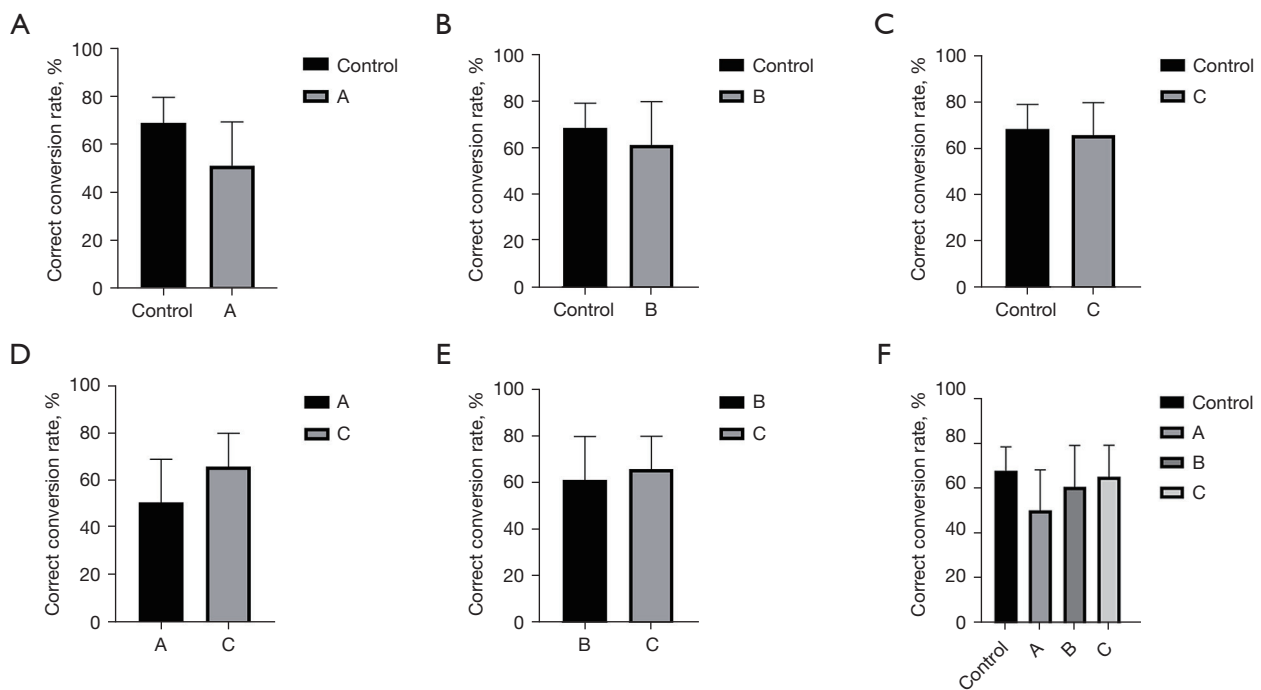 A
Correct conversion rate, %
100
80
60
40
20
0
Control
A
Control
A
B
Correct conversion rate, %
100
80
60
40
20
0
Control
B
Control
B
C
Correct conversion rate, %
100
80
60
40
20
0
Control
C
Control
C
D
Correct conversion rate, %
100
80
60
40
20
0
A
C
A
C
E
Correct conversion rate, %
100
80
60
40
20
0
B
C
B
C
F
Correct conversion rate, %
100
80
60
40
20
0
Control
A
B
C
Control
A
B
C